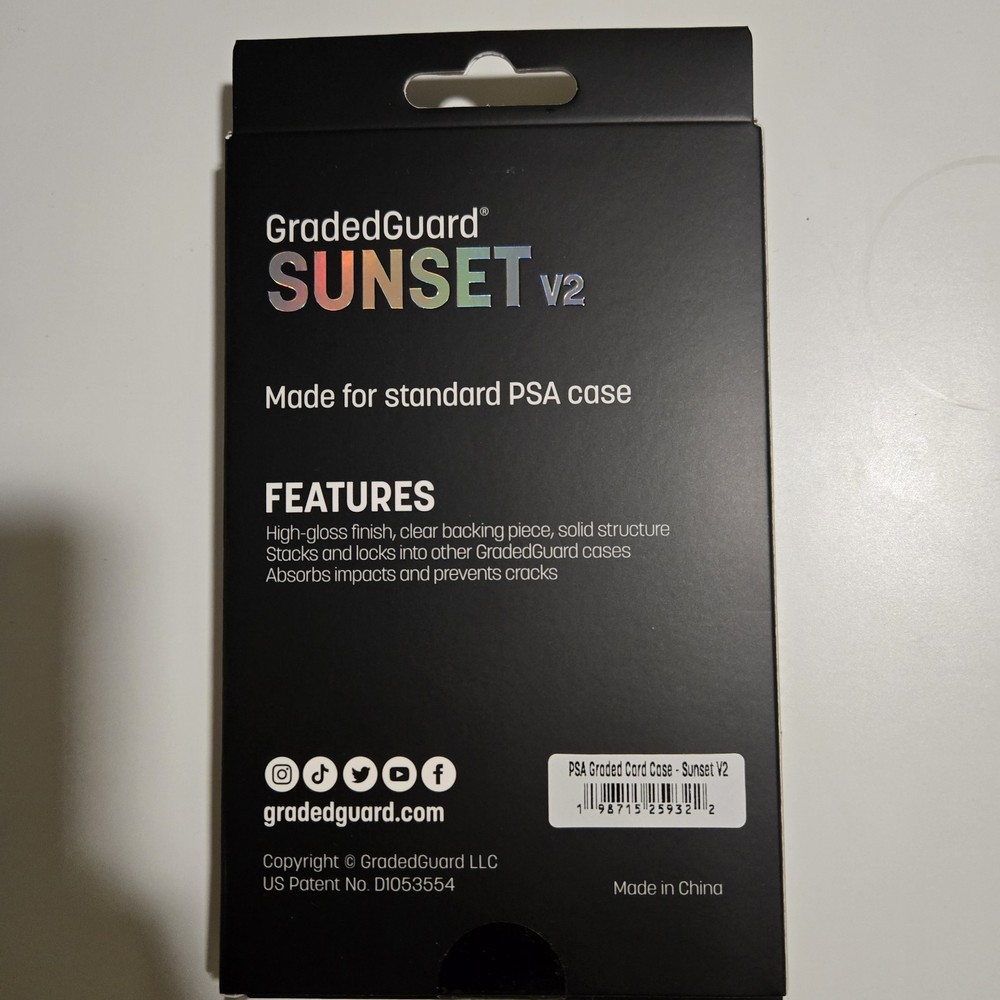 GradedGuard®
SUNSET V2
Made for standard PSA case
FEATURES
High-gloss finish, clear backing piece, solid structure
Stacks and locks into other GradedGuard cases
Absorbs impacts and prevents cracks
gradedguard.com
PSA Graded Card Case - Sunset V2
1 98715 25932 2
Copyright © GradedGuard LLC
US Patent No. D1053554
Made in China